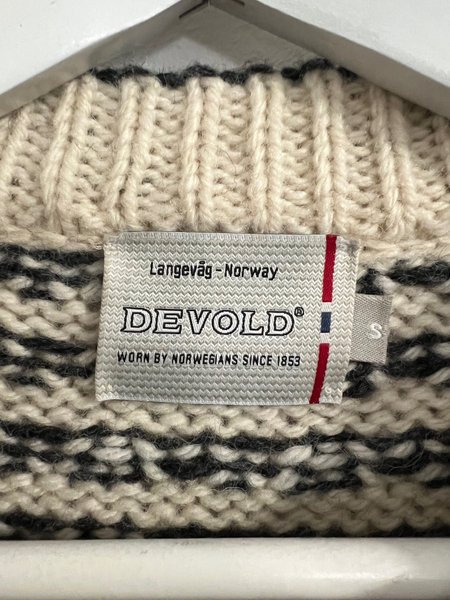 Langevåg - Norway
DEVOLD®
WORN BY NORWEGIANS SINCE 1853
S